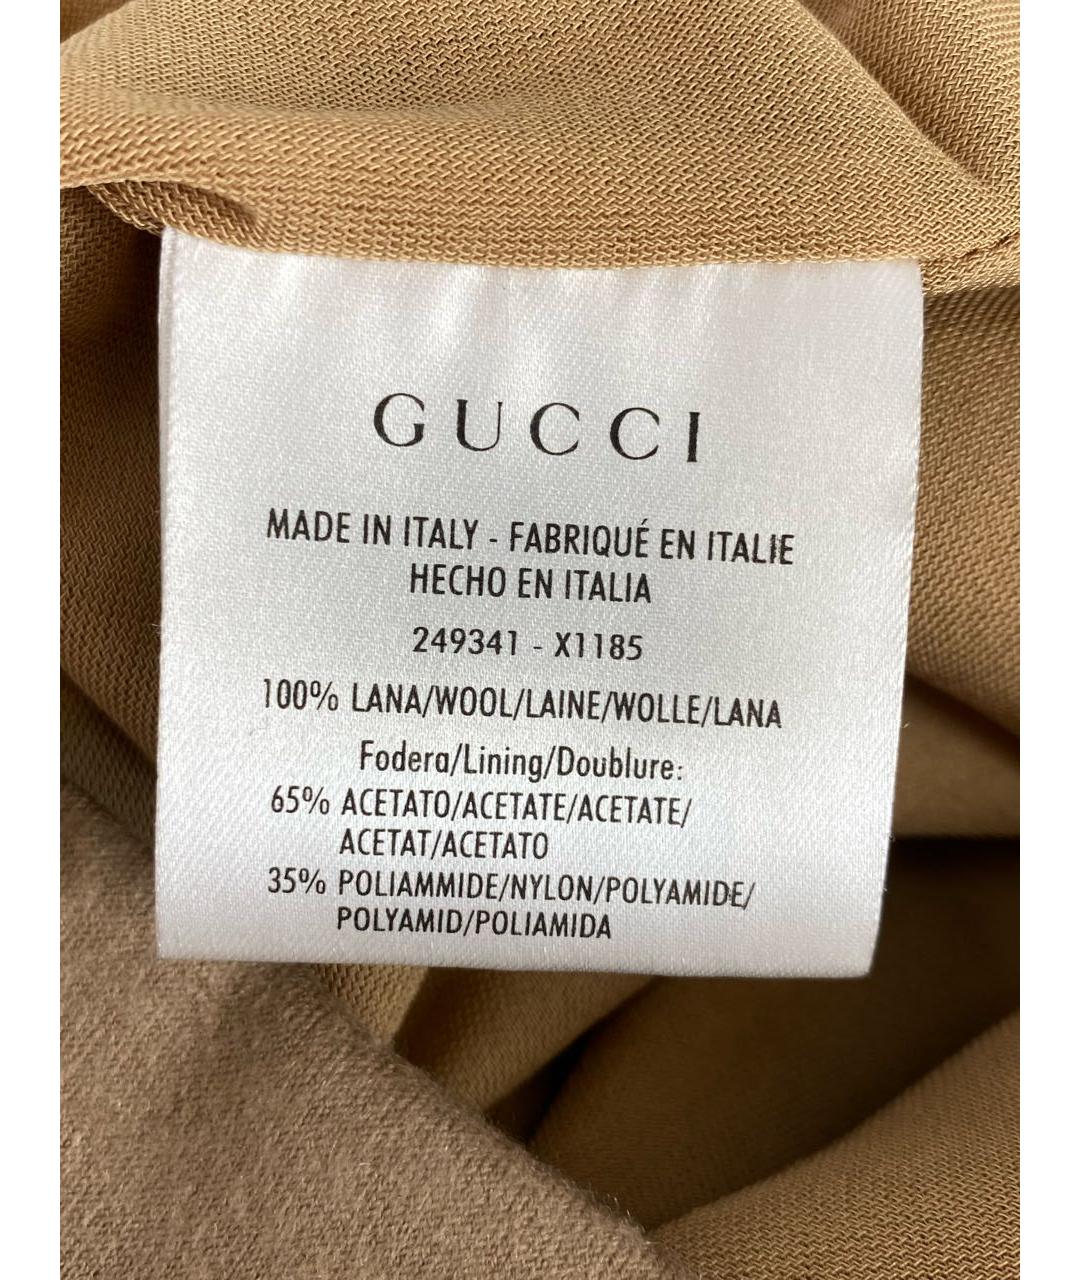 GUCCI
MADE IN ITALY - FABRIQUÉ EN ITALIE
HECHO EN ITALIA
249341 - X1185
100% LANA/WOOL/LAINE/WOLLE/LANA
Fodera/Lining/Doublure:
65% ACETATO/ACETATE/ACETATE/
ACETAT/ACETATO
35% POLIAMMIDE/NYLON/POLYAMIDE/
POLYAMID/POLIAMIDA